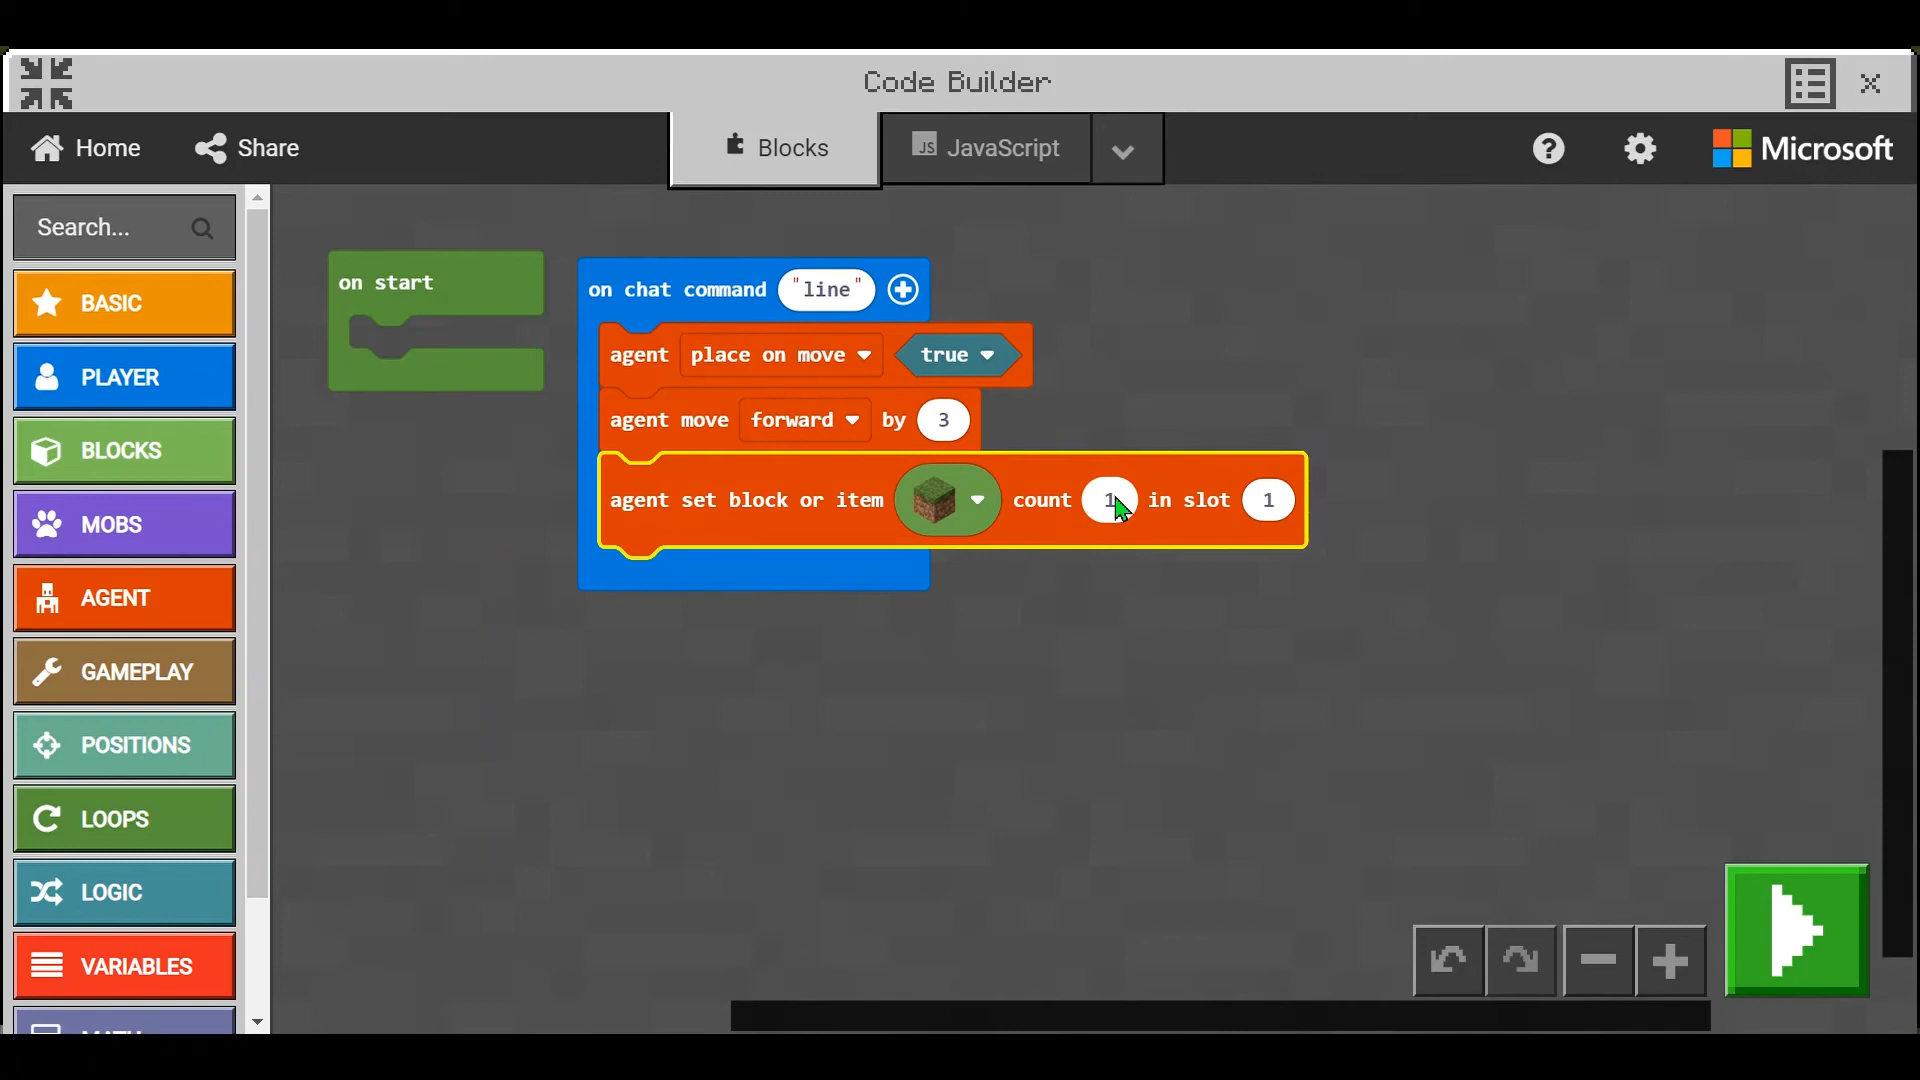 Code Builder
Home
Share
Blocks
JS JavaScript
?
Microsoft
Search...
BASIC
PLAYER
BLOCKS
MOBS
AGENT
GAMEPLAY
POSITIONS
LOOPS
LOGIC
VARIABLES
on start
on chat command "line"
agent place on move true
agent move forward by 3
agent set block or item count 1 in slot 1